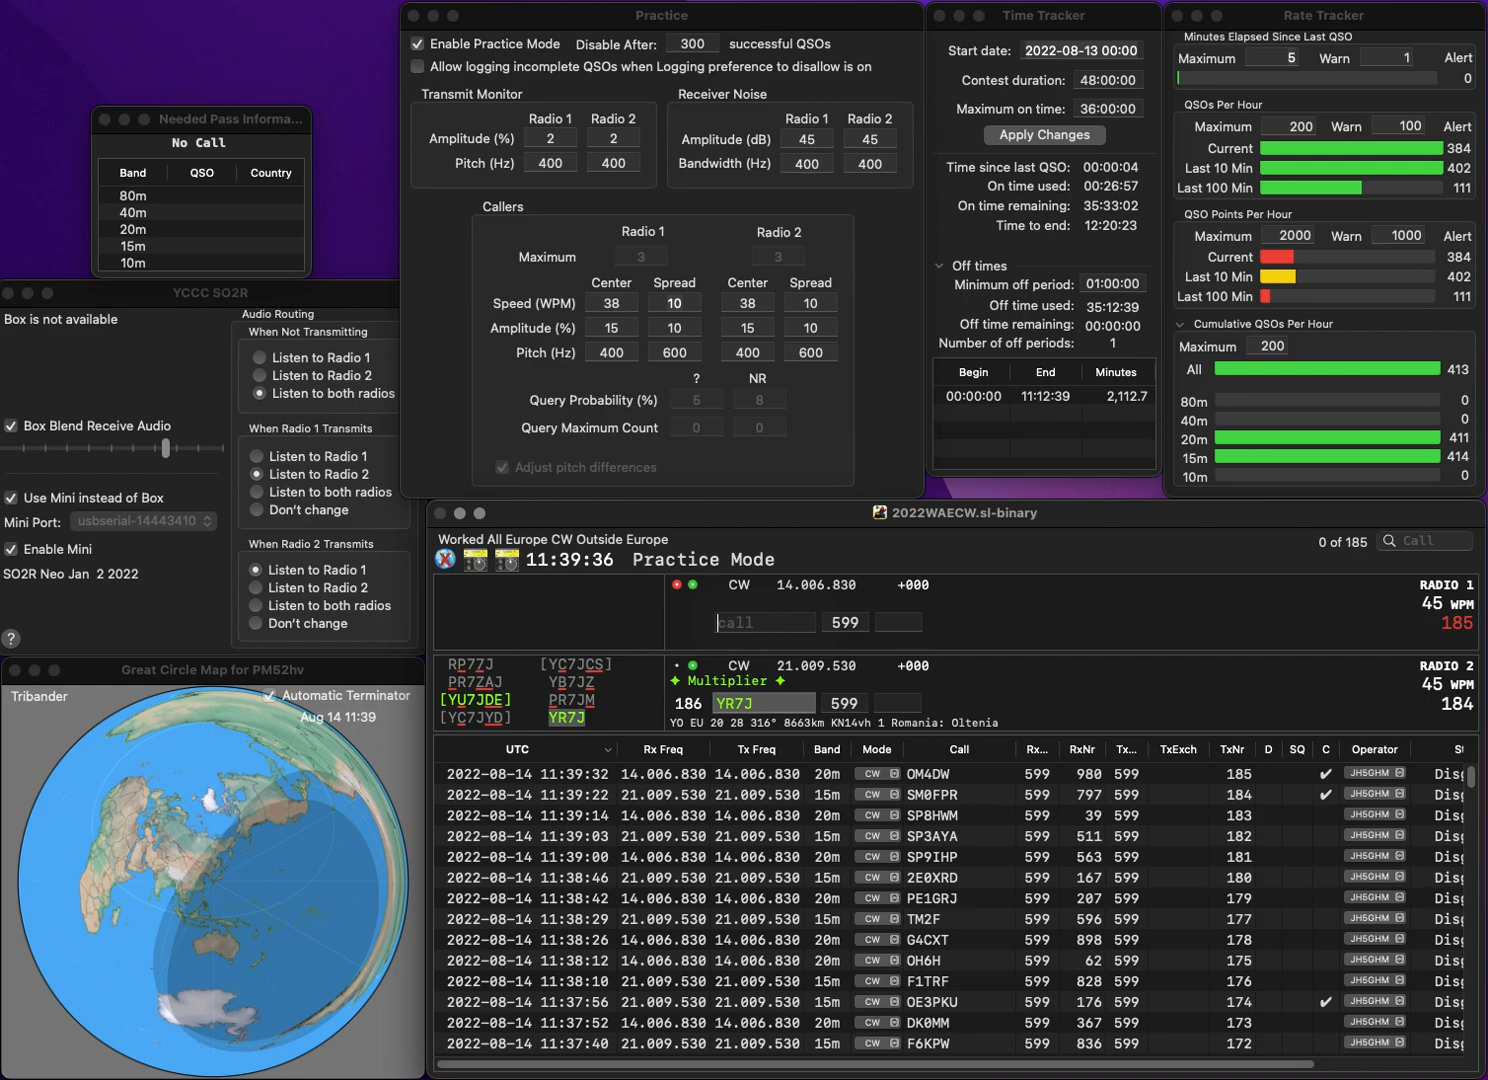 Needed Pass Informa...
No Call
Band QSO Country
80m
40m
20m
15m
10m
YCCC SO2R
Box is not available
Audio Routing
When Not Transmitting
Listen to Radio 1
Listen to Radio 2
Listen to both radios
Box Blend Receive Audio
When Radio 1 Transmits
Listen to Radio 1
Listen to Radio 2
Listen to both radios
Don't change
Use Mini instead of Box
Mini Port: usbserial-14443410
Enable Mini
SO2R Neo Jan 2 2022
When Radio 2 Transmits
Listen to Radio 1
Listen to Radio 2
Listen to both radios
Don't change
?
Great Circle Map for PM52hv
Tribander
Automatic Terminator
Aug 14 11:39
Practice
Enable Practice Mode Disable After: 300 successful QSOs
Allow logging incomplete QSOs when Logging preference to disallow is on
Transmit Monitor
Radio 1 Radio 2
Amplitude (%) 2 2
Pitch (Hz) 400 400
Receiver Noise
Radio 1 Radio 2
Amplitude (dB) 45 45
Bandwidth (Hz) 400 400
Callers
Radio 1 Radio 2
Maximum 3 3
Center Spread Center Spread
Speed (WPM) 38 10 38 10
Amplitude (%) 15 10 15 10
Pitch (Hz) 400 600 400 600
? NR
Query Probability (%) 5 8
Query Maximum Count 0 0
Adjust pitch differences
Time Tracker
Start date: 2022-08-13 00:00
Contest duration: 48:00:00
Maximum on time: 36:00:00
Apply Changes
Time since last QSO: 00:00:04
On time used: 00:26:57
On time remaining: 35:33:02
Time to end: 12:20:23
Off times
Minimum off period: 01:00:00
Off time used: 35:12:39
Off time remaining: 00:00:00
Number of off periods: 1
Begin End Minutes
00:00:00 11:12:39 2,112.7
Rate Tracker
Minutes Elapsed Since Last QSO
Maximum 5 Warn 1 Alert
0
QSOs Per Hour
Maximum 200 Warn 100 Alert
Current 384
Last 10 Min 402
Last 100 Min 111
QSO Points Per Hour
Maximum 2000 Warn 1000 Alert
Current 384
Last 10 Min 402
Last 100 Min 111
Cumulative QSOs Per Hour
Maximum 200
All 413
80m 0
40m 0
20m 411
15m 414
10m 0
2022WAECW.sl-binary
Worked All Europe CW Outside Europe
11:39:36 Practice Mode
0 of 185 Call
CW 14.006.830 +000
call 599
RADIO 1
45 WPM
185
RP77J [YC7JCS]
PR7ZAJ YB7JZ
[YU7JDE] PR7JM
[YC7JYD] YR7J
CW 21.009.530 +000
Multiplier
186 YR7J 599
YO EU 20 28 316° 8663km KN14vh 1 Romania: Oltenia
RADIO 2
45 WPM
184
UTC Rx Freq Tx Freq Band Mode Call Rx... RxNr Tx... TxExch TxNr D SQ C Operator St
2022-08-14 11:39:32 14.006.830 14.006.830 20m CW OM4DW 599 980 599 185 ✔ JH5GHM Disg
2022-08-14 11:39:22 21.009.530 21.009.530 15m CW SM0FPR 599 797 599 184 ✔ JH5GHM Disg
2022-08-14 11:39:14 14.006.830 14.006.830 20m CW SP8HWM 599 39 599 183 JH5GHM Disg
2022-08-14 11:39:03 21.009.530 21.009.530 15m CW SP3AYA 599 511 599 182 JH5GHM Disg
2022-08-14 11:39:00 14.006.830 14.006.830 20m CW SP9IHP 599 563 599 181 JH5GHM Disg
2022-08-14 11:38:46 21.009.530 21.009.530 15m CW 2E0XRD 599 167 599 180 JH5GHM Disg
2022-08-14 11:38:42 14.006.830 14.006.830 20m CW PE1GRJ 599 207 599 179 JH5GHM Disg
2022-08-14 11:38:29 21.009.530 21.009.530 15m CW TM2F 599 596 599 177 JH5GHM Disg
2022-08-14 11:38:26 14.006.830 14.006.830 20m CW G4CXT 599 898 599 178 JH5GHM Disg
2022-08-14 11:38:12 14.006.830 14.006.830 20m CW OH6H 599 62 599 175 JH5GHM Disg
2022-08-14 11:38:10 21.009.530 21.009.530 15m CW F1TRF 599 828 599 176 JH5GHM Disg
2022-08-14 11:37:56 21.009.530 21.009.530 15m CW OE3PKU 599 176 599 174 ✔ JH5GHM Disg
2022-08-14 11:37:52 14.006.830 14.006.830 20m CW DK0MM 599 367 599 173 JH5GHM Disg
2022-08-14 11:37:40 21.009.530 21.009.530 15m CW F6KPW 599 836 599 172 JH5GHM Disg